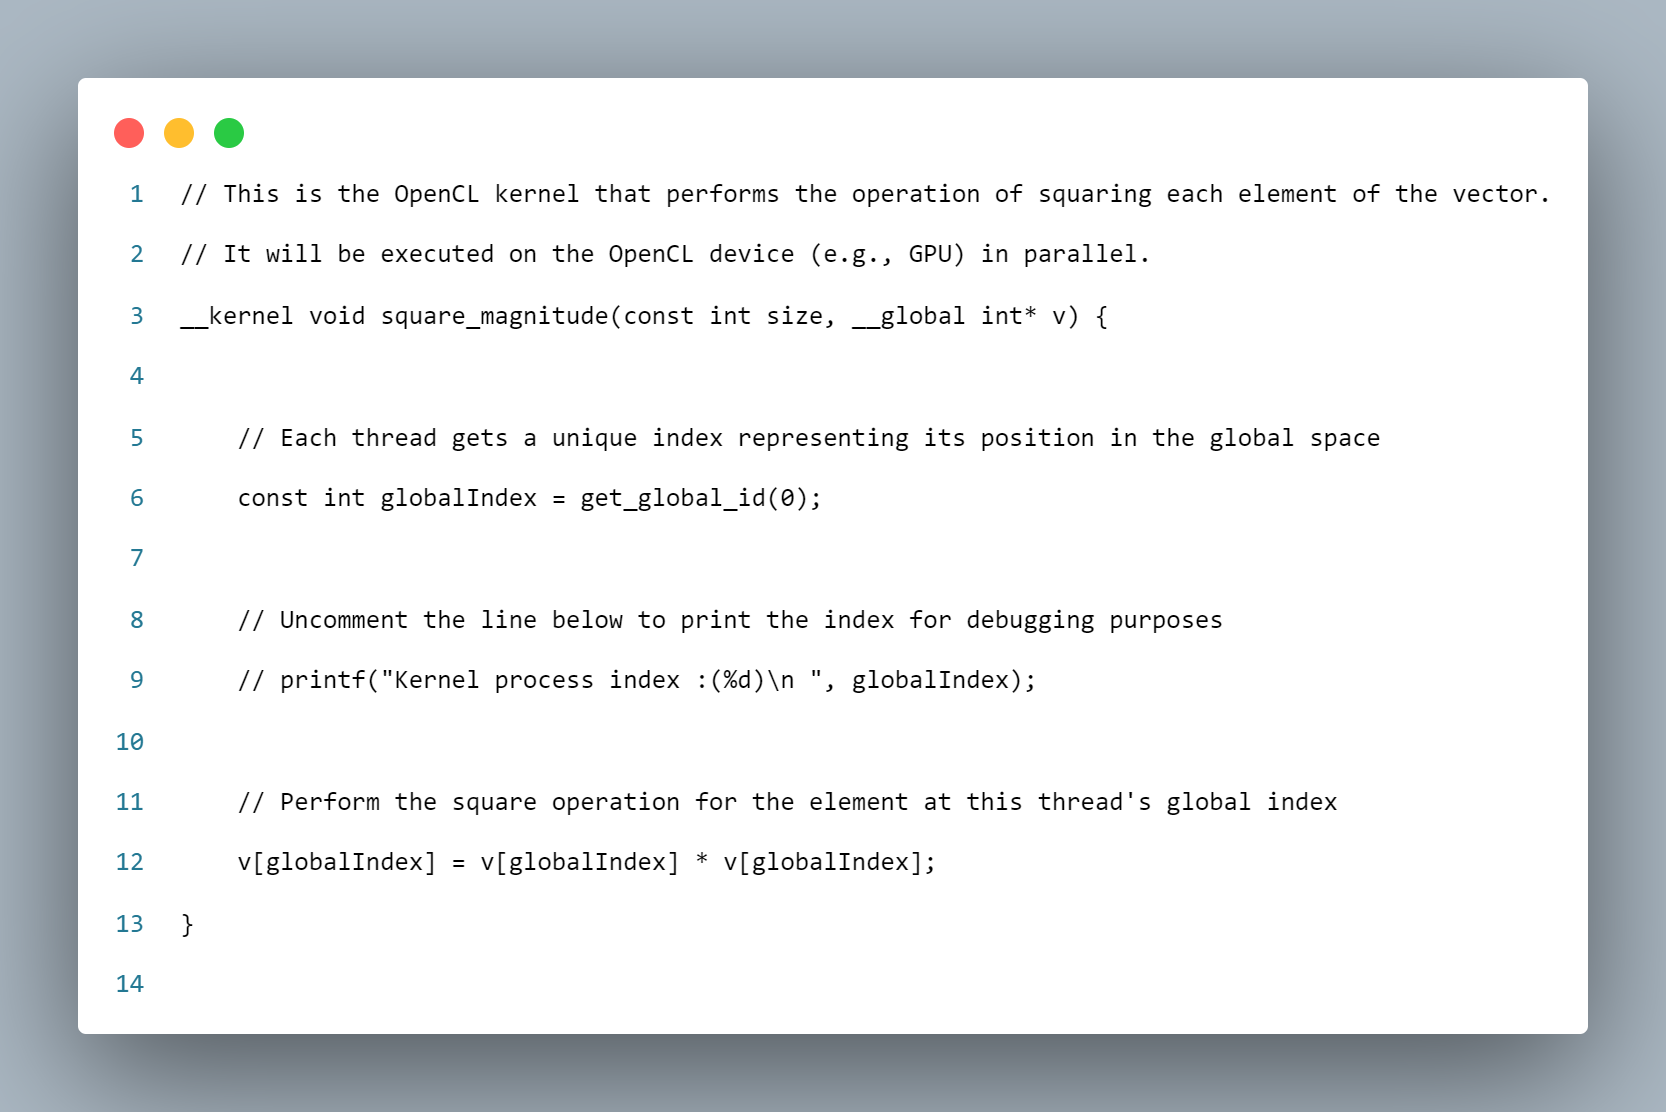 1 // This is the OpenCL kernel that performs the operation of squaring each element of the vector.
2 // It will be executed on the OpenCL device (e.g., GPU) in parallel.
3 __kernel void square_magnitude(const int size, __global int* v) {
4
5     // Each thread gets a unique index representing its position in the global space
6     const int globalIndex = get_global_id(0);
7
8     // Uncomment the line below to print the index for debugging purposes
9     // printf("Kernel process index :(%d)\n ", globalIndex);
10
11     // Perform the square operation for the element at this thread's global index
12     v[globalIndex] = v[globalIndex] * v[globalIndex];
13 }
14